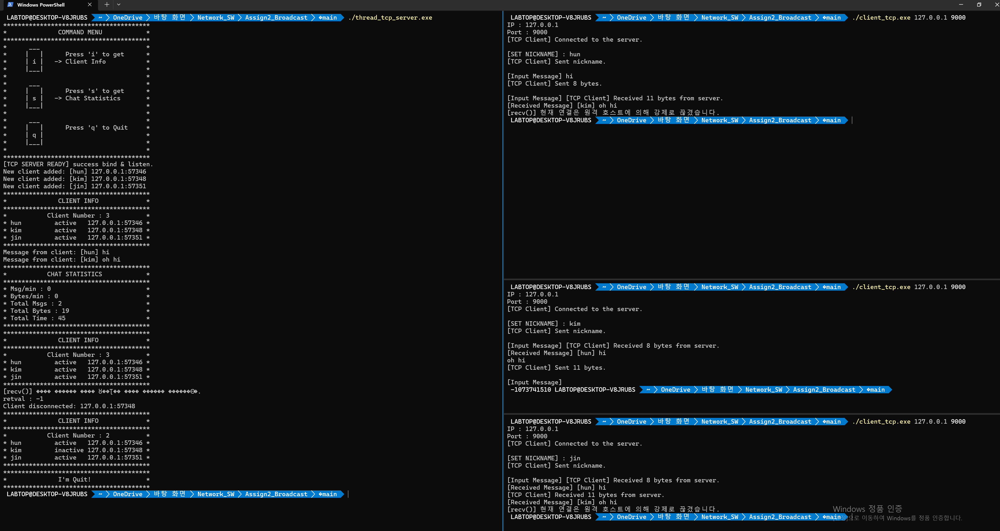 Windows PowerShell
LABTOP@DESKTOP-V8JRUBS ~ OneDrive 바탕 화면 Network_SW Assign2_Broadcast �main ./thread_tcp_server.exe
****************************************
*              COMMAND MENU            *
****************************************
*      ___                             *
*     |   |      Press 'i' to get      *
*     | i |   -> Client Info           *
*     |___|                            *
*                                      *
*      ___                             *
*     |   |      Press 's' to get      *
*     | s |   -> Chat Statistics       *
*     |___|                            *
*                                      *
*      ___                             *
*     |   |      Press 'q' to Quit     *
*     | q |                            *
*     |___|                            *
*                                      *
****************************************
[TCP SERVER READY] success bind & listen.
New client added: [hun] 127.0.0.1:57346
New client added: [kim] 127.0.0.1:57348
New client added: [jin] 127.0.0.1:57351
****************************************
*              CLIENT INFO             *
****************************************
*           Client Number : 3          *
* hun         active   127.0.0.1:57346 *
* kim         active   127.0.0.1:57348 *
* jin         active   127.0.0.1:57351 *
****************************************
Message from client: [hun] hi
Message from client: [kim] oh hi
****************************************
*           CHAT STATISTICS            *
****************************************
* Msg/min : 0                          *
* Bytes/min : 0                        *
* Total Msgs : 2                       *
* Total Bytes : 19                     *
* Total Time : 45                      *
****************************************
****************************************
*              CLIENT INFO             *
****************************************
*           Client Number : 3          *
* hun         active   127.0.0.1:57346 *
* kim         active   127.0.0.1:57348 *
* jin         active   127.0.0.1:57351 *
****************************************
[recv()]
retval : -1
Client disconnected: 127.0.0.1:57348
****************************************
*              CLIENT INFO             *
****************************************
*           Client Number : 2          *
* hun         active   127.0.0.1:57346 *
* kim         inactive 127.0.0.1:57348 *
* jin         active   127.0.0.1:57351 *
****************************************
****************************************
*              I'm Quit!               *
****************************************
LABTOP@DESKTOP-V8JRUBS ~ OneDrive 바탕 화면 Network_SW Assign2_Broadcast �main
LABTOP@DESKTOP-V8JRUBS ~ OneDrive 바탕 화면 Network_SW Assign2_Broadcast �main ./client_tcp.exe 127.0.0.1 9000
IP : 127.0.0.1
Port : 9000
[TCP Client] Connected to the server.
[SET NICKNAME] : hun
[TCP Client] Sent nickname.
[Input Message] hi
[TCP Client] Sent 8 bytes.
[Input Message] [TCP Client] Received 11 bytes from server.
[Received Message] [kim] oh hi
[recv()] 현재 연결은 원격 호스트에 의해 강제로 끊겼습니다.
LABTOP@DESKTOP-V8JRUBS ~ OneDrive 바탕 화면 Network_SW Assign2_Broadcast �main
LABTOP@DESKTOP-V8JRUBS ~ OneDrive 바탕 화면 Network_SW Assign2_Broadcast �main ./client_tcp.exe 127.0.0.1 9000
IP : 127.0.0.1
Port : 9000
[TCP Client] Connected to the server.
[SET NICKNAME] : kim
[TCP Client] Sent nickname.
[Input Message] [TCP Client] Received 8 bytes from server.
[Received Message] [hun] hi
oh hi
[TCP Client] Sent 11 bytes.
[Input Message]
-1073741510 LABTOP@DESKTOP-V8JRUBS ~ OneDrive 바탕 화면 Network_SW Assign2_Broadcast �main
LABTOP@DESKTOP-V8JRUBS ~ OneDrive 바탕 화면 Network_SW Assign2_Broadcast �main ./client_tcp.exe 127.0.0.1 9000
IP : 127.0.0.1
Port : 9000
[TCP Client] Connected to the server.
[SET NICKNAME] : jin
[TCP Client] Sent nickname.
[Input Message] [TCP Client] Received 8 bytes from server.
[Received Message] [hun] hi
[TCP Client] Received 11 bytes from server.
[Received Message] [kim] oh hi
[recv()] 현재 연결은 원격 호스트에 의해 강제로 끊겼습니다.
LABTOP@DESKTOP-V8JRUBS ~ OneDrive 바탕 화면 Network_SW Assign2_Broadcast �main
Windows 정품 인증
이동하여 Windows를 정품 인증합니다.